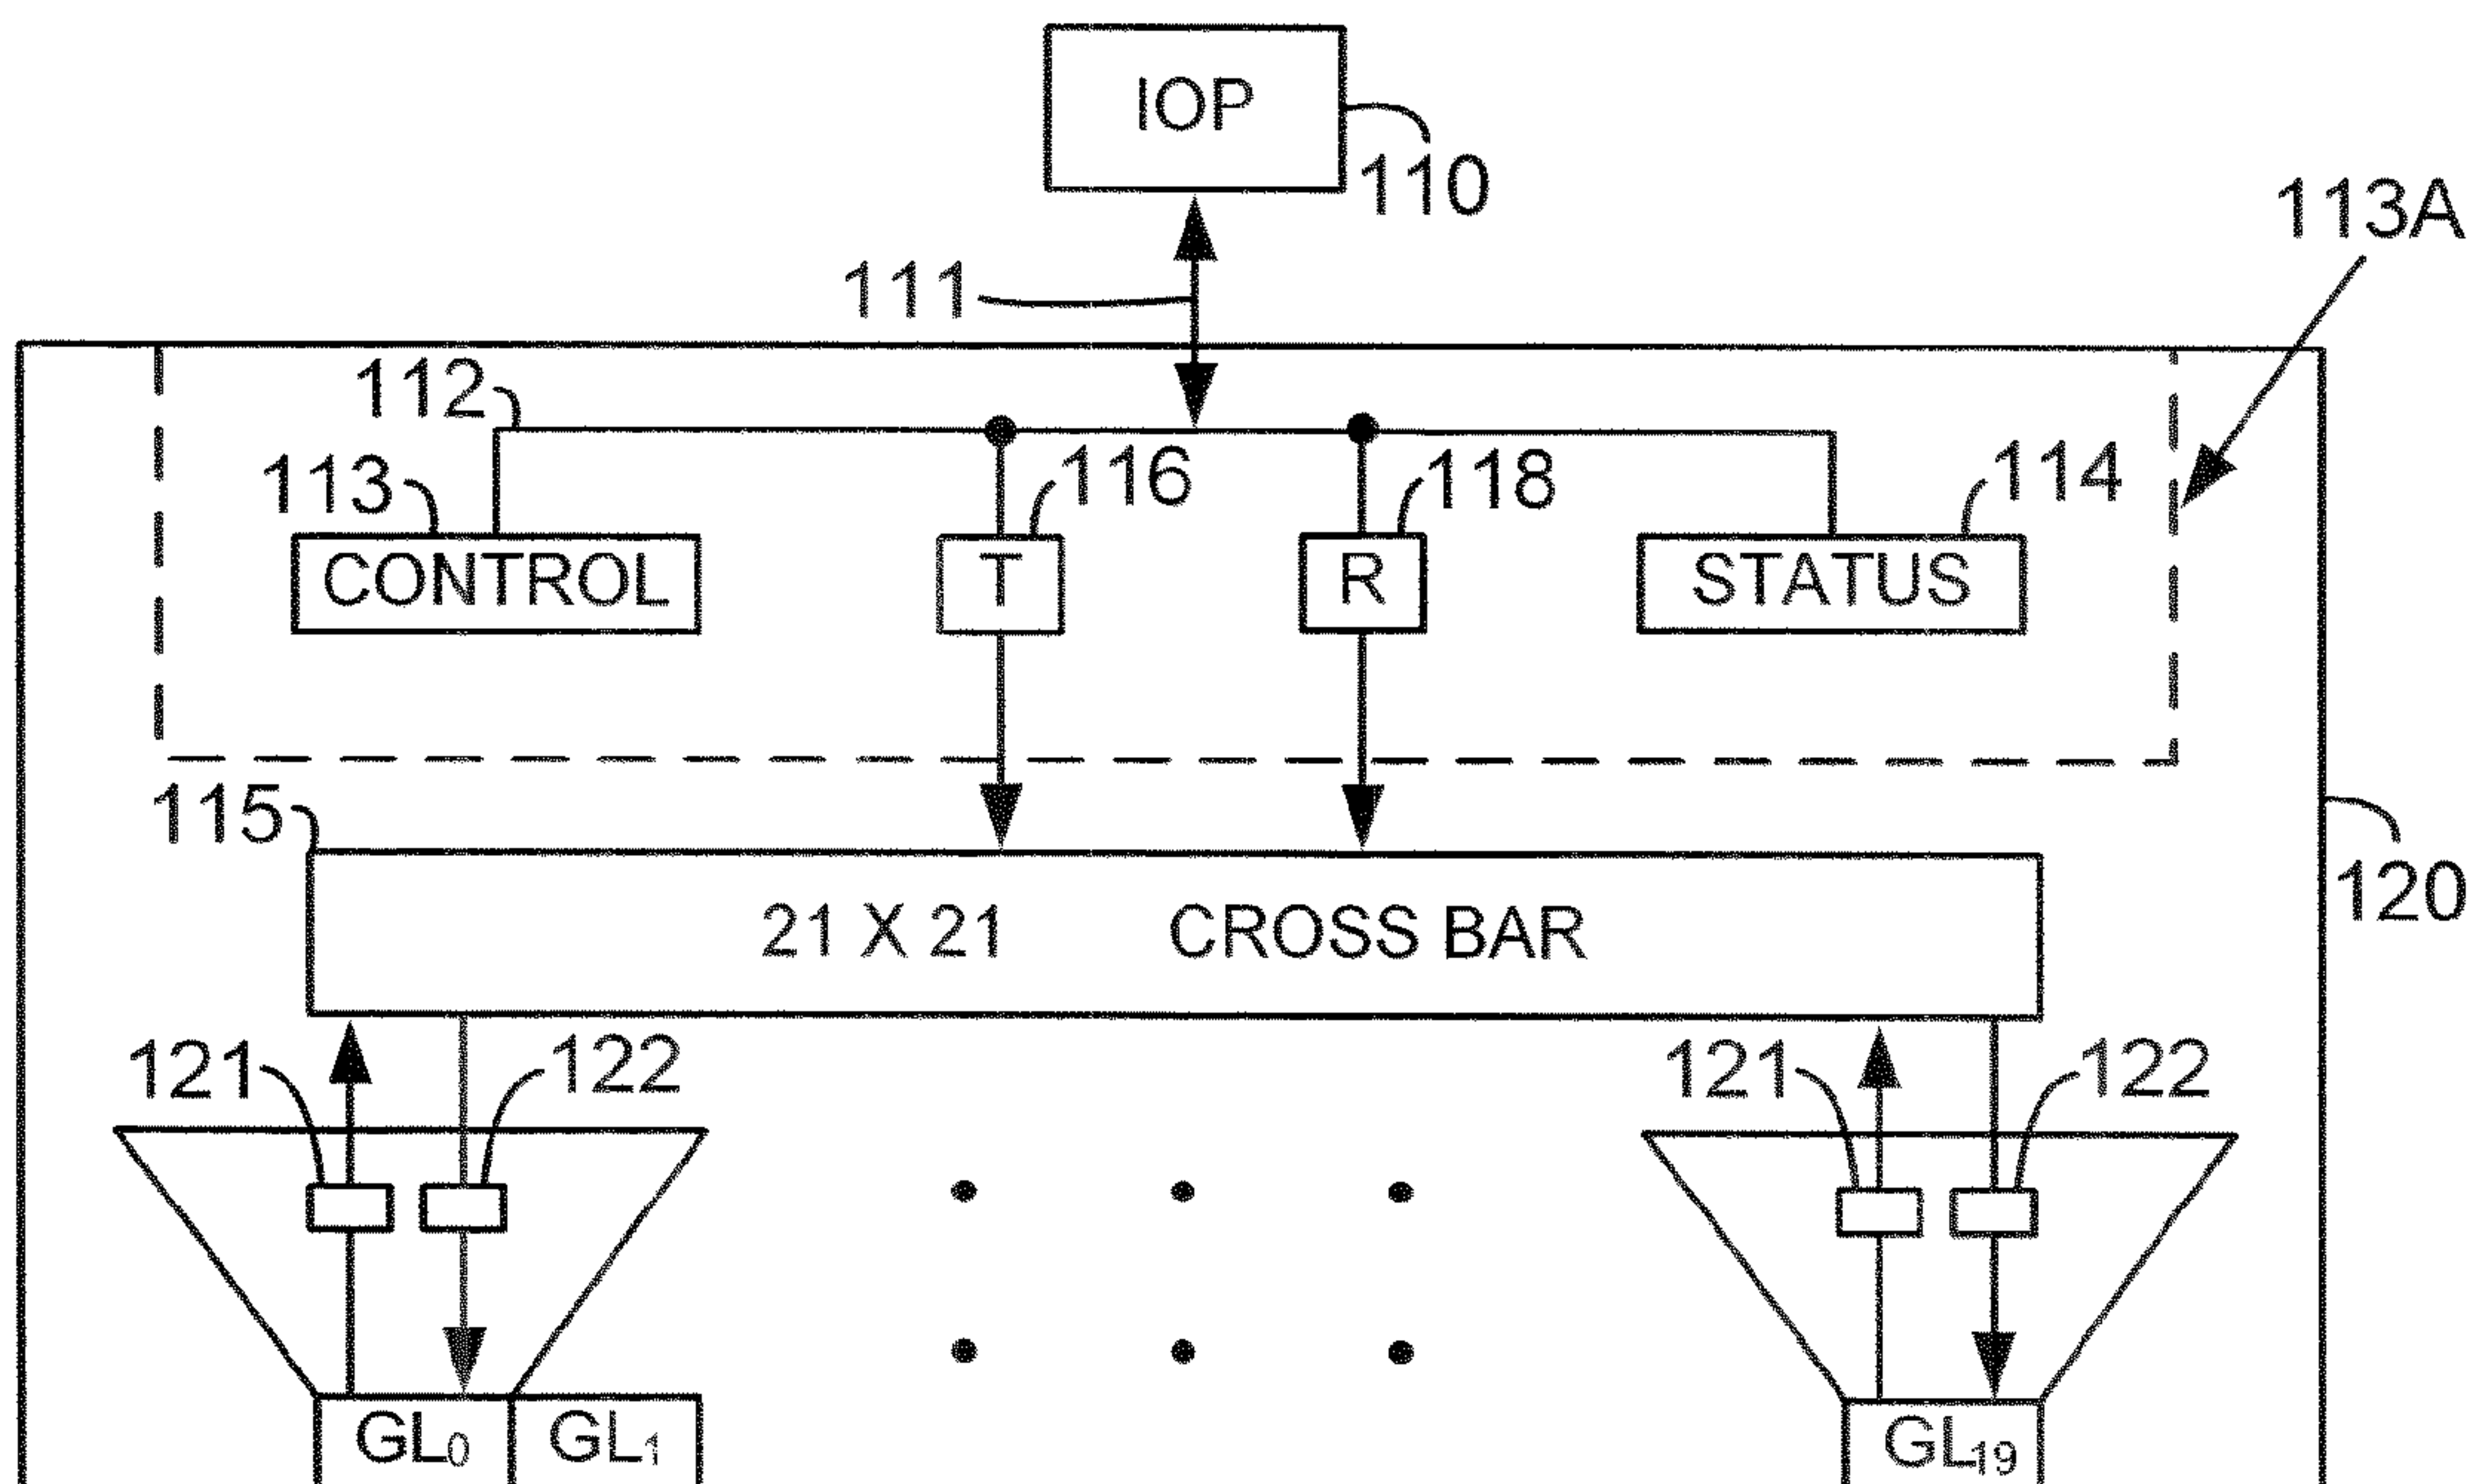 IOP
110
113A
111
112
113
116
118
114
CONTROL
T
R
STATUS
115
21 X 21 CROSS BAR
120
121
122
121
122
GL0
GL1
GL19